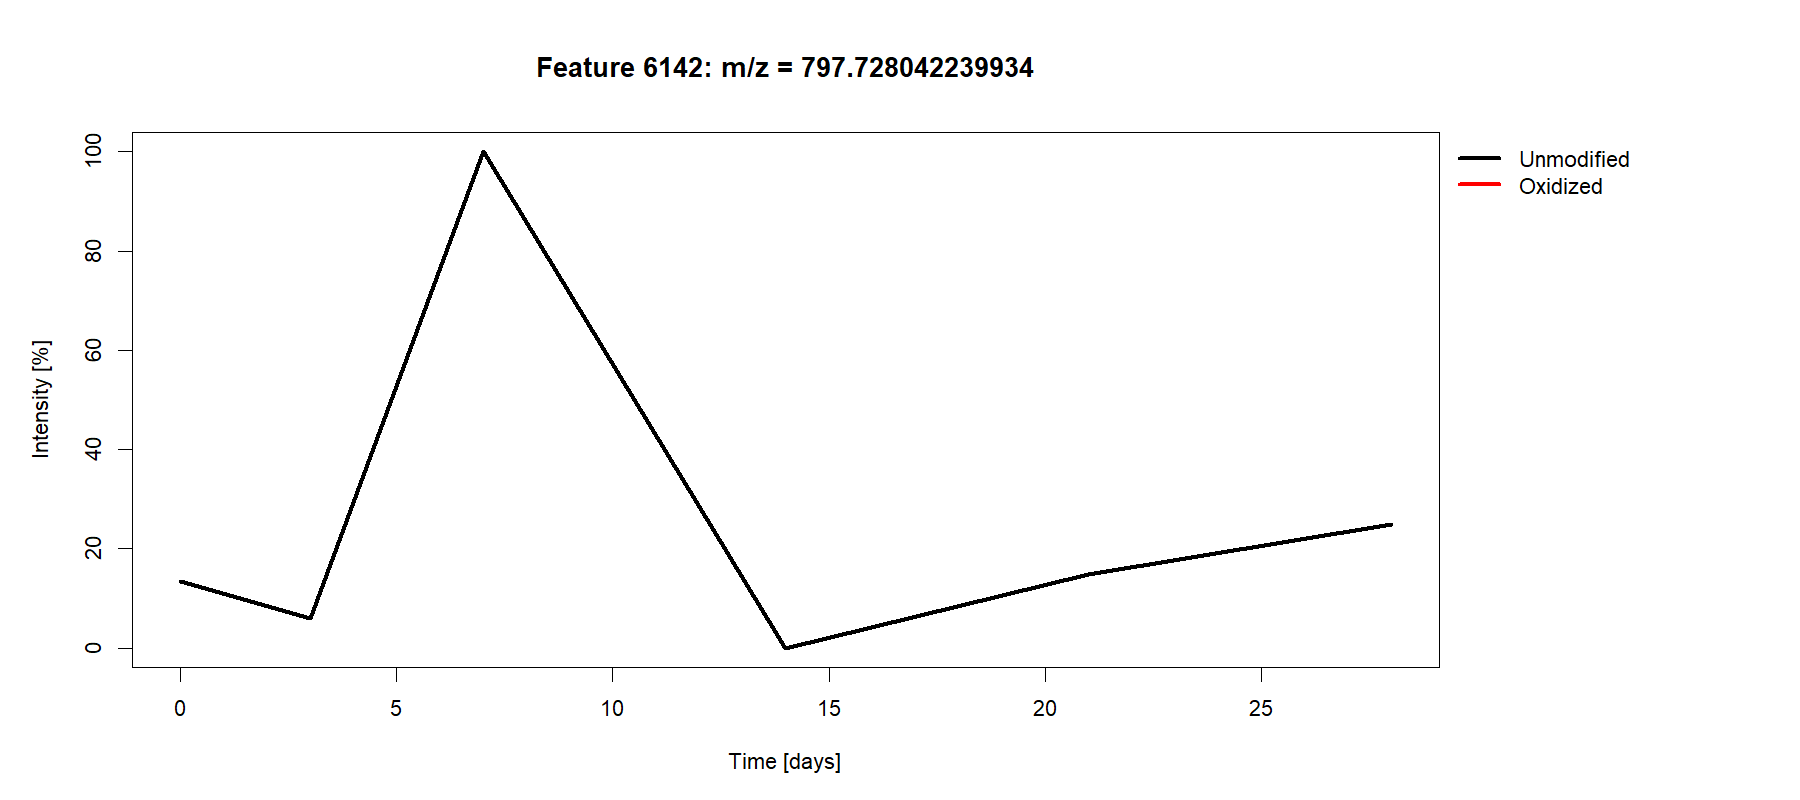 Feature 6142: m/z = 797.728042239934
Unmodified
Oxidized
Intensity [%]
100
80
60
40
20
0
0 5 10 15 20 25
Time [days]